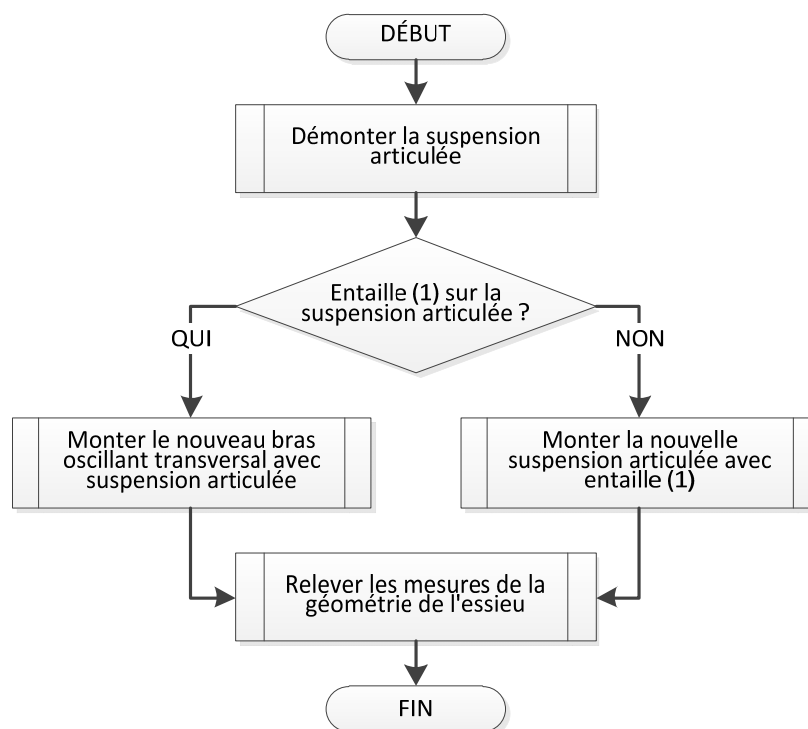 DÉBUT
Démonter la suspension
articulée
Entaille (1) sur la
suspension articulée ?
QUI
NON
Monter le nouveau bras
oscillant transversal avec
suspension articulée
Monter la nouvelle
suspension articulée avec
entaille (1)
Relever les mesures de la
géométrie de l'essieu
FIN